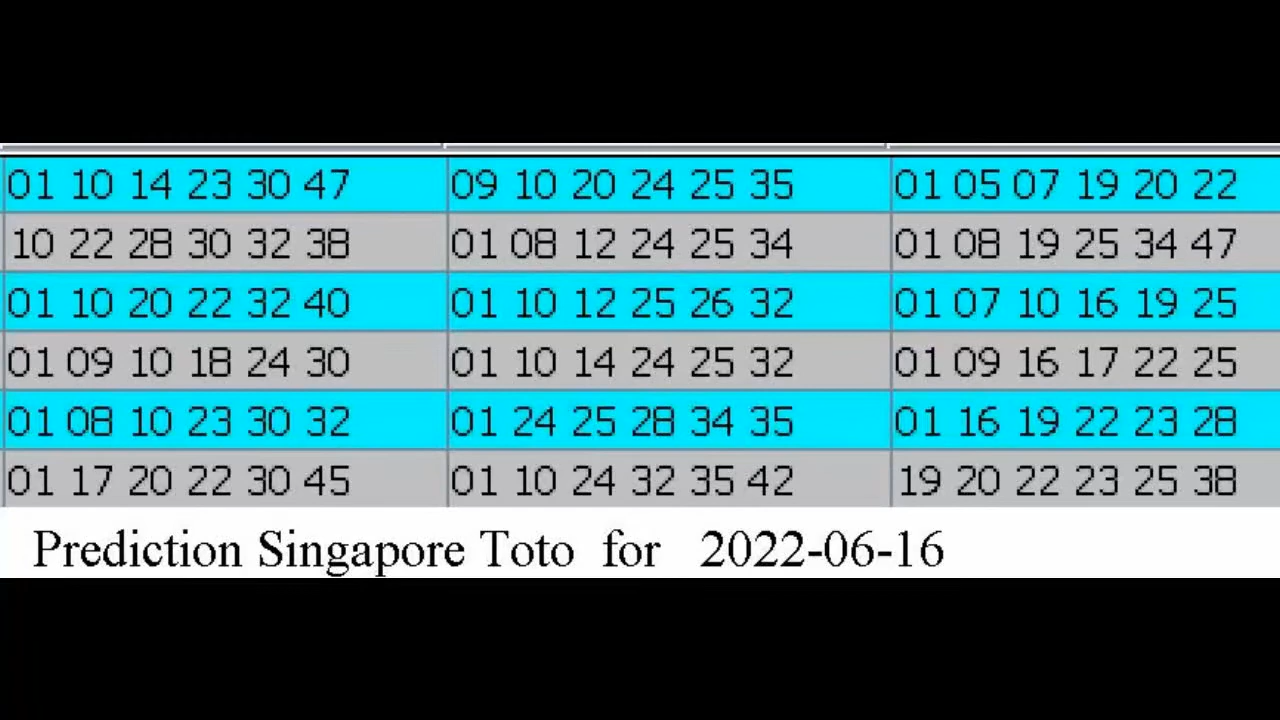 01 10 14 23 30 47 09 10 20 24 25 35 01 05 07 19 20 22
10 22 28 30 32 38 01 08 12 24 25 34 01 08 19 25 34 47
01 10 20 22 32 40 01 10 12 25 26 32 01 07 10 16 19 25
01 09 10 18 24 30 01 10 14 24 25 32 01 09 16 17 22 25
01 08 10 23 30 32 01 24 25 28 34 35 01 16 19 22 23 28
01 17 20 22 30 45 01 10 24 32 35 42 19 20 22 23 25 38
Prediction Singapore Toto for 2022-06-16